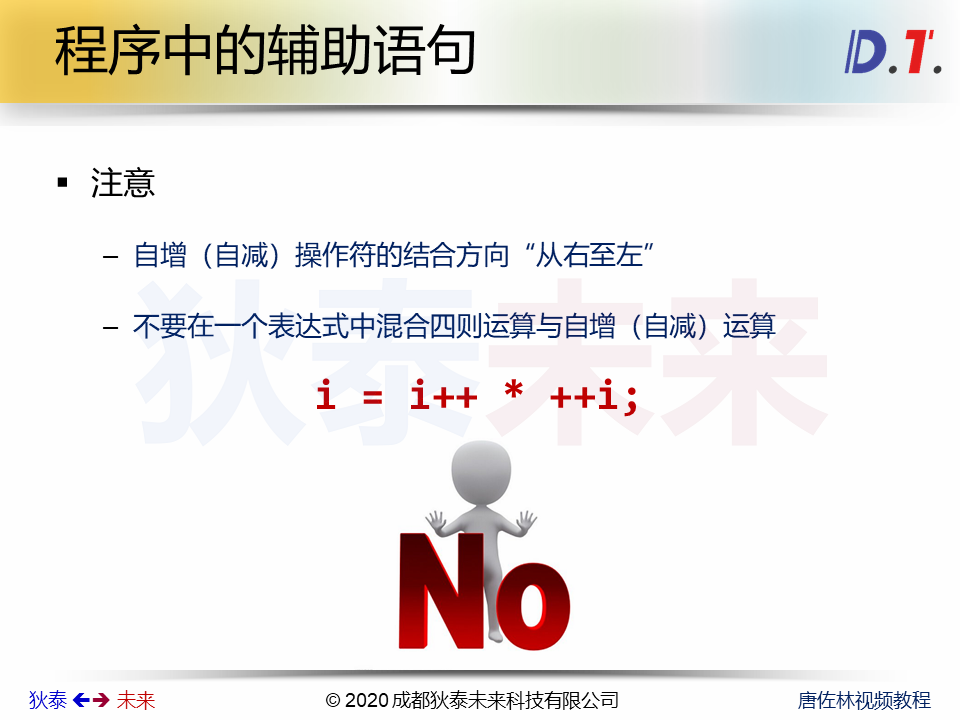 程序中的辅助语句
D.T.
▪ 注意
– 自增（自减）操作符的结合方向“从右至左”
– 不要在一个表达式中混合四则运算与自增（自减）运算
狄泰未来
i = i++ * ++i;
No
狄泰 未来
© 2020 成都狄泰未来科技有限公司
唐佐林视频教程